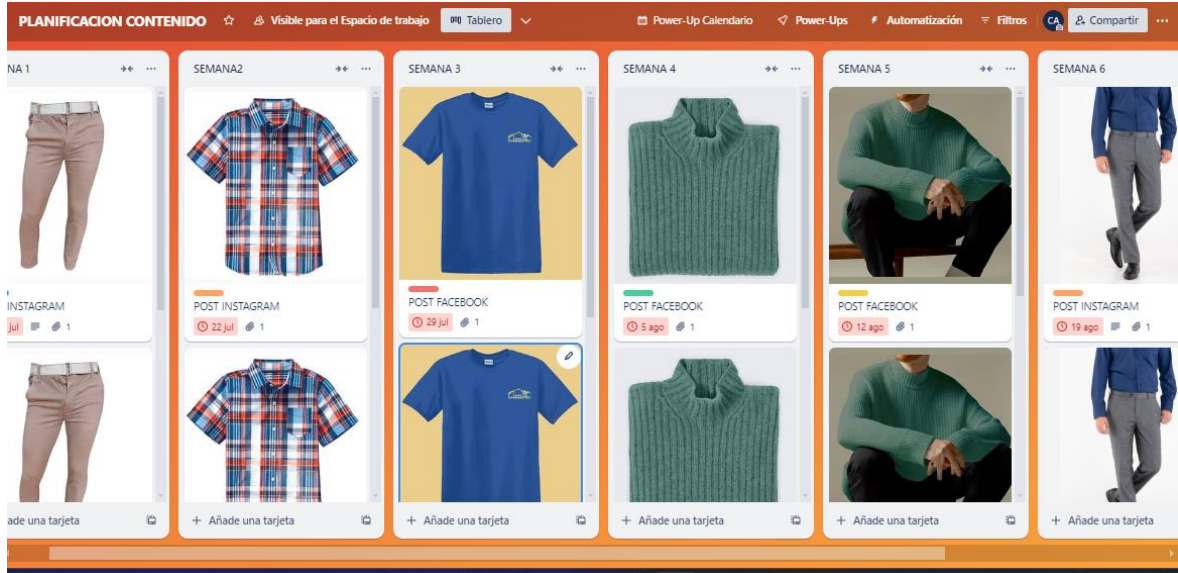 PLANIFICACION CONTENIDO
Visible para el Espacio de trabajo
Tablero
Power-Up Calendario
Power-Ups
Automatización
Filtros
CA
Compartir
NA 1
INSTAGRAM
jul
1
ade una tarjeta
SEMANA2
POST INSTAGRAM
22 jul
1
+ Añade una tarjeta
SEMANA 3
POST FACEBOOK
29 jul
1
+ Añade una tarjeta
SEMANA 4
POST FACEBOOK
5 ago
1
+ Añade una tarjeta
SEMANA 5
POST FACEBOOK
12 ago
1
+ Añade una tarjeta
SEMANA 6
POST INSTAGRAM
19 ago
1
+ Añade una tarjeta